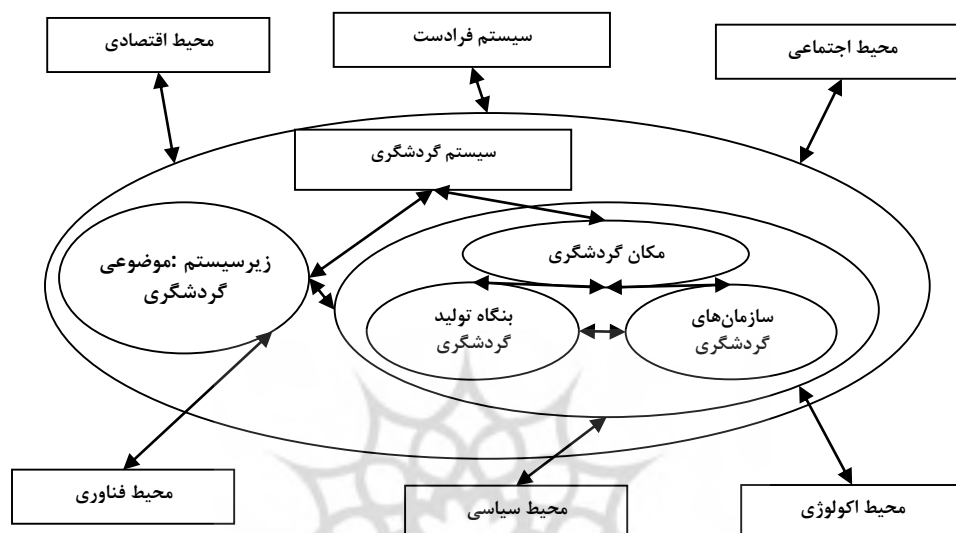 محیط اجتماعی
سیستم فرادست
محیط اقتصادی
سیستم گردشگری
زیرسیستم :موضوعی
گردشگری
مکان گردشگری
سازمان‌های
گردشگری
بنگاه تولید
گردشگری
محیط اکولوژی
محیط سیاسی
محیط فناوری